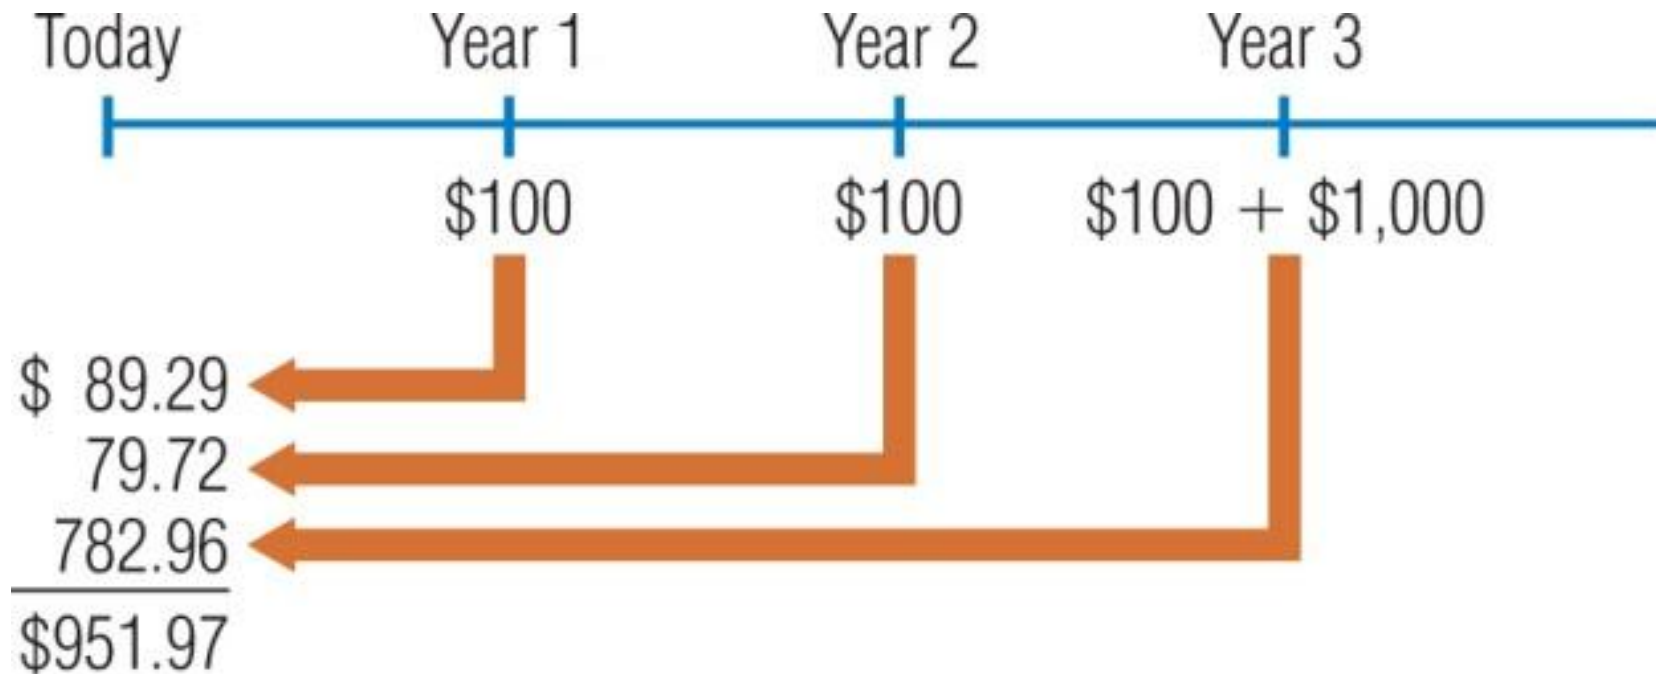 Today Year 1 Year 2 Year 3
$100 $100 $100 + $1,000
$ 89.29
79.72
782.96
$951.97